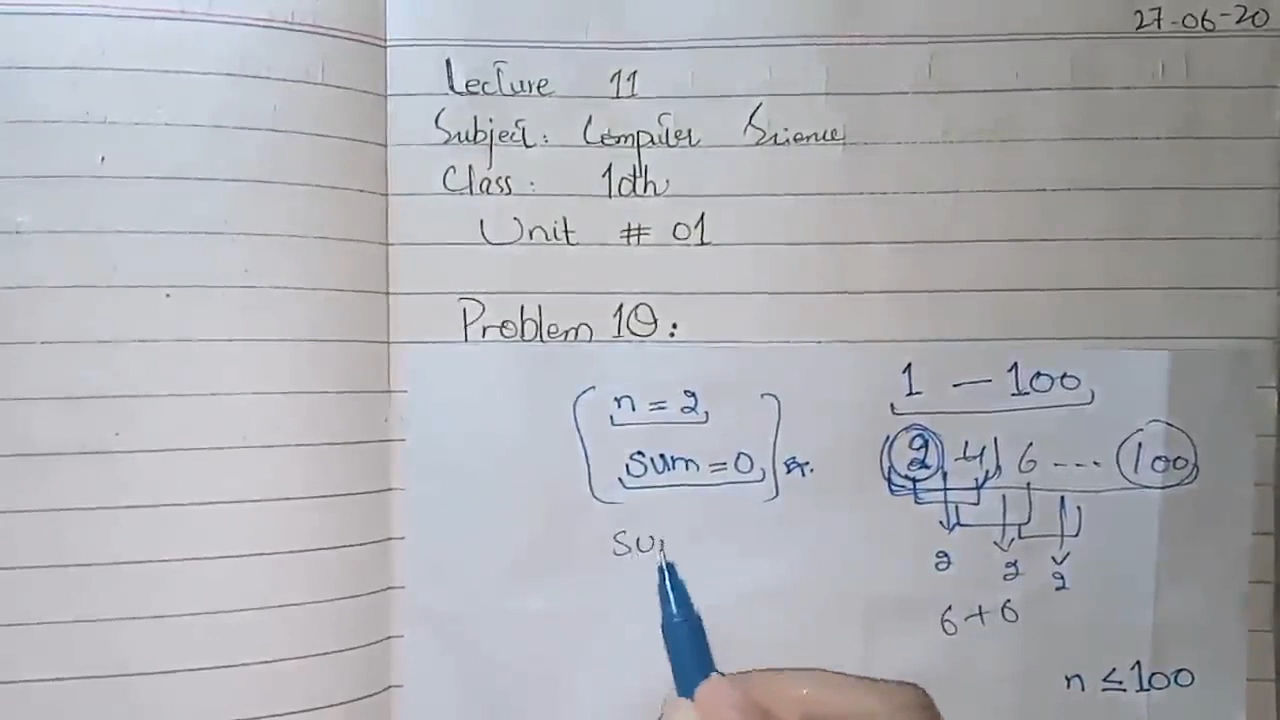 27-06-20
Lecture 11
Subject: Computer Science
Class: 10th
Unit # 01
Problem 10:
n = 2
sum = 0
1 — 100
2 4 6 ... 100
2 2 2
6 + 6
su
n ≤ 100